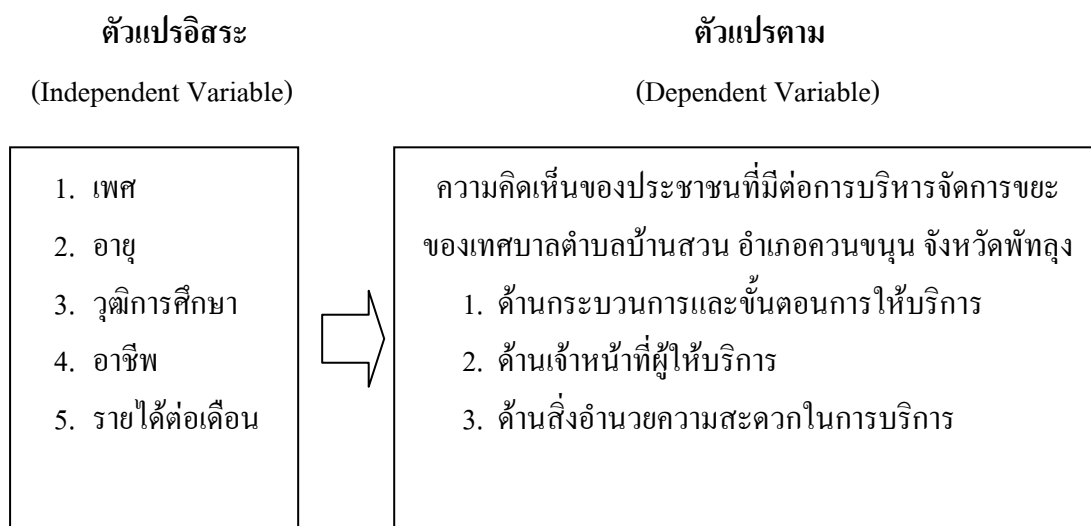 ตัวแปรอิสระ
(Independent Variable)
1. เพศ
2. อายุ
3. วุฒิการศึกษา
4. อาชีพ
5. รายได้ต่อเดือน
ตัวแปรตาม
(Dependent Variable)
ความคิดเห็นของประชาชนที่มีต่อการบริหารจัดการขยะ
ของเทศบาลตำบลบ้านสวน อำเภอควนขนุน จังหวัดพัทลุง
1. ด้านกระบวนการและขั้นตอนการให้บริการ
2. ด้านเจ้าหน้าที่ผู้ให้บริการ
3. ด้านสิ่งอำนวยความสะดวกในการบริการ